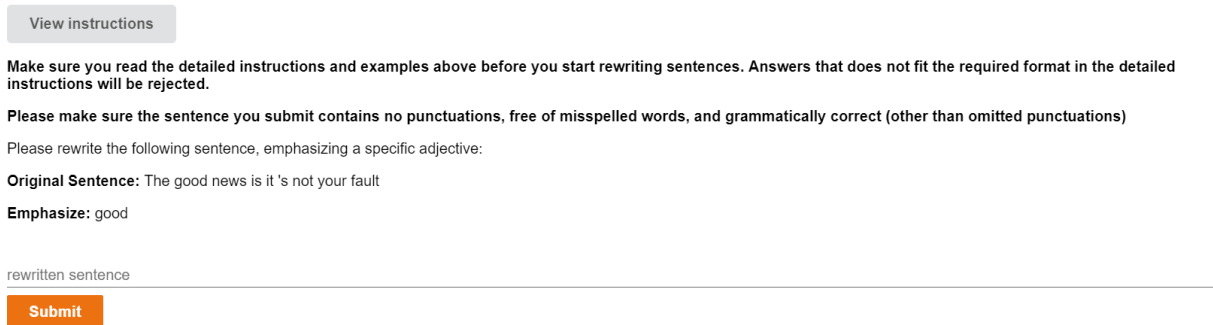 View instructions
Make sure you read the detailed instructions and examples above before you start rewriting sentences. Answers that does not fit the required format in the detailed
instructions will be rejected.
Please make sure the sentence you submit contains no punctuations, free of misspelled words, and grammatically correct (other than omitted punctuations)
Please rewrite the following sentence, emphasizing a specific adjective:
Original Sentence: The good news is it 's not your fault
Emphasize: good
rewritten sentence
Submit